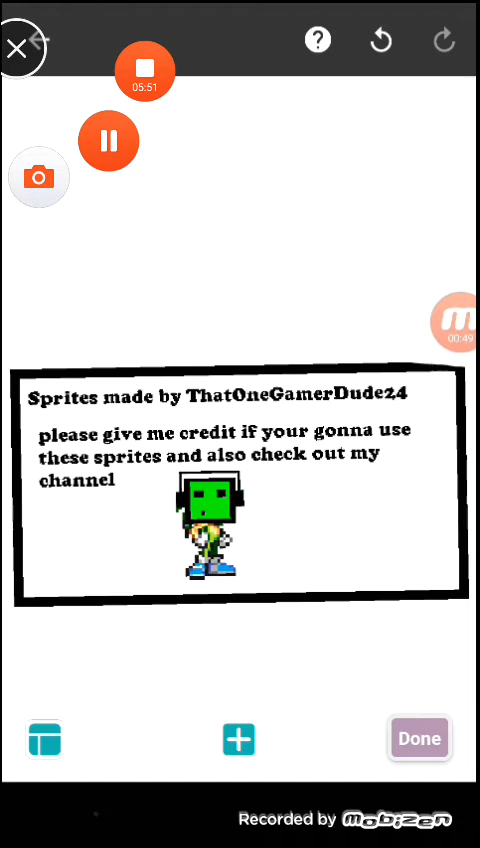 05:51
00:49
Sprites made by ThatOneGamerDude24
please give me credit if your gonna use
these sprites and also check out my
channel
Done
Recorded by Mobizen